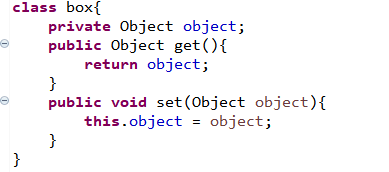 class box{
    private Object object;
    public Object get(){
        return object;
    }
    public void set(Object object){
        this.object = object;
    }
}